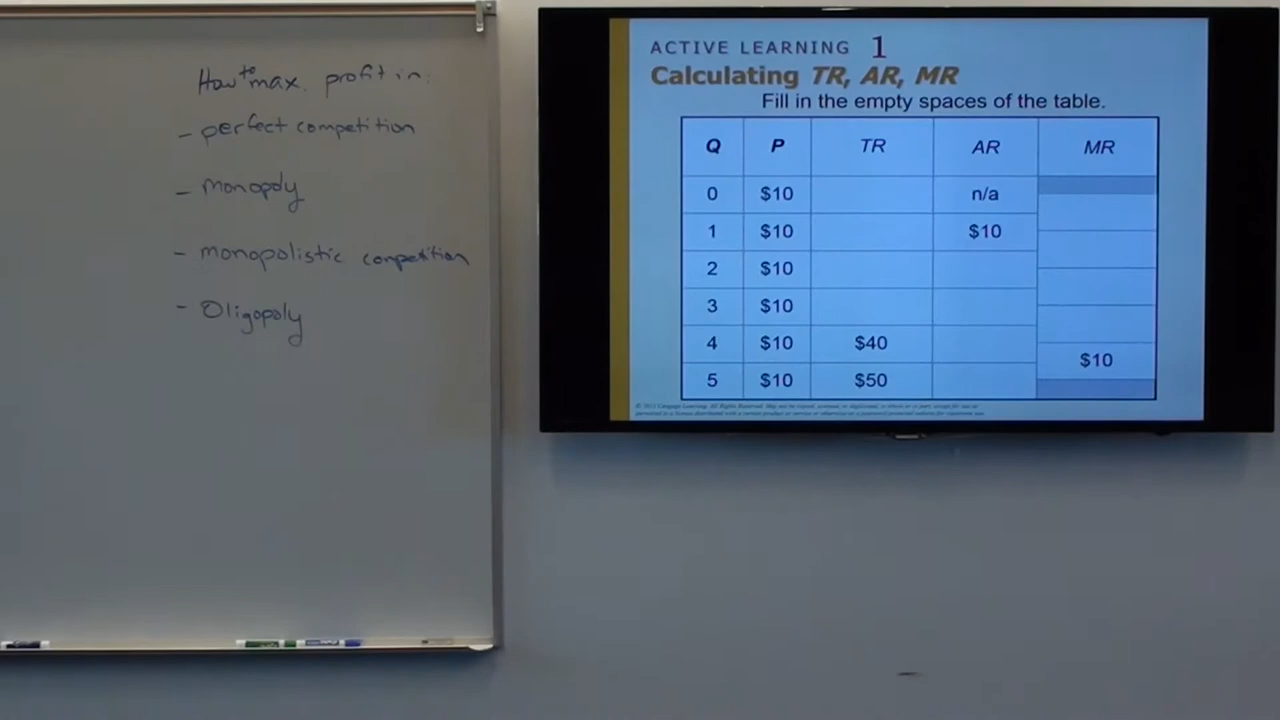 How to max. profit in:
- perfect competition
- monopoly
- monopolistic competition
- Oligopoly
ACTIVE LEARNING 1
Calculating TR, AR, MR
Fill in the empty spaces of the table.
Q P TR AR MR
0 $10 n/a
1 $10 $10
2 $10
3 $10
4 $10 $40
$10
5 $10 $50